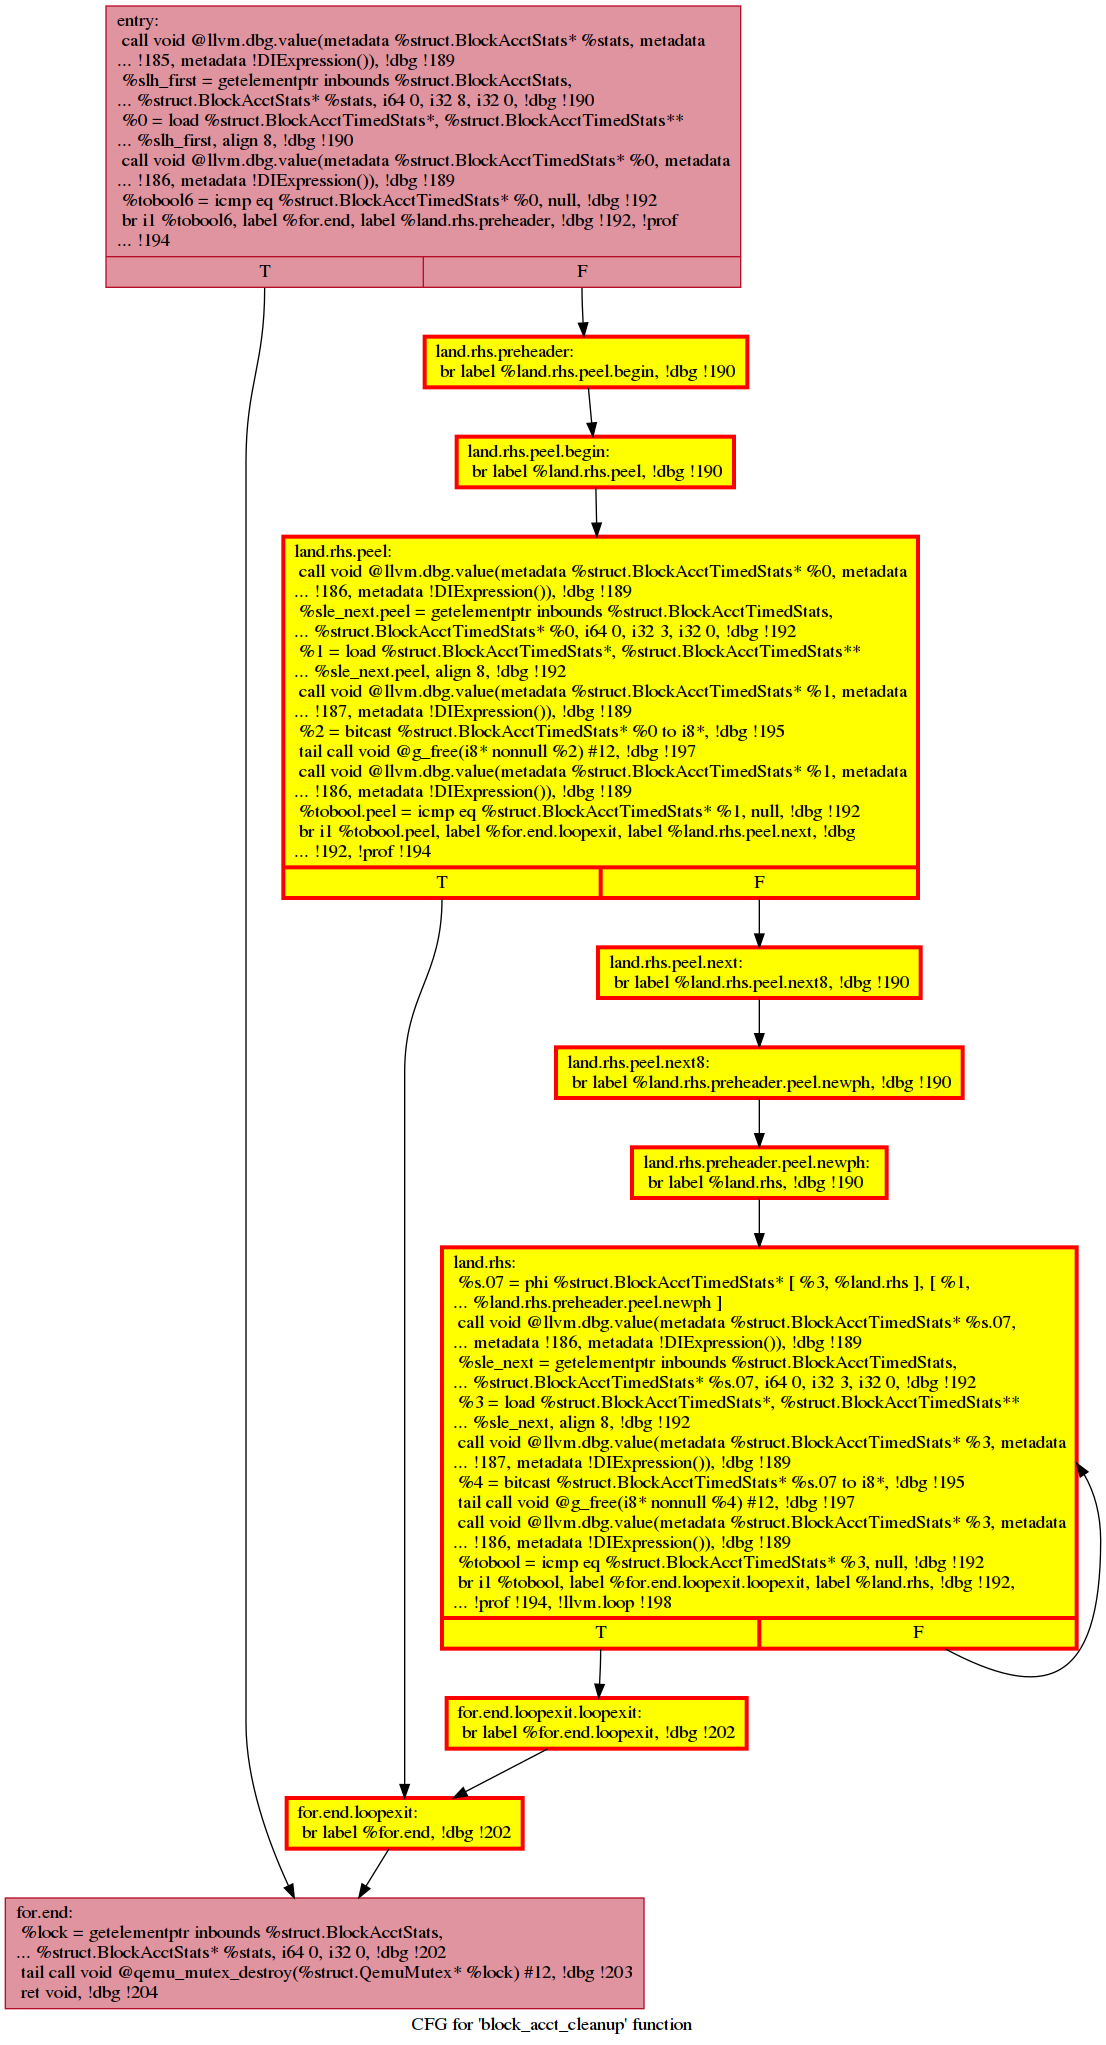 entry:
call void @llvm.dbg.value(metadata %struct.BlockAcctStats* %stats, metadata
... !185, metadata !DIExpression()), !dbg !189
%slh_first = getelementptr inbounds %struct.BlockAcctStats,
... %struct.BlockAcctStats* %stats, i64 0, i32 8, i32 0, !dbg !190
%0 = load %struct.BlockAcctTimedStats*, %struct.BlockAcctTimedStats**
... %slh_first, align 8, !dbg !190
call void @llvm.dbg.value(metadata %struct.BlockAcctTimedStats* %0, metadata
... !186, metadata !DIExpression()), !dbg !189
%tobool6 = icmp eq %struct.BlockAcctTimedStats* %0, null, !dbg !192
br i1 %tobool6, label %for.end, label %land.rhs.preheader, !dbg !192, !prof
... !194
T F
land.rhs.preheader:
br label %land.rhs.peel.begin, !dbg !190
land.rhs.peel.begin:
br label %land.rhs.peel, !dbg !190
land.rhs.peel:
call void @llvm.dbg.value(metadata %struct.BlockAcctTimedStats* %0, metadata
... !186, metadata !DIExpression()), !dbg !189
%sle_next.peel = getelementptr inbounds %struct.BlockAcctTimedStats,
... %struct.BlockAcctTimedStats* %0, i64 0, i32 3, i32 0, !dbg !192
%1 = load %struct.BlockAcctTimedStats*, %struct.BlockAcctTimedStats**
... %sle_next.peel, align 8, !dbg !192
call void @llvm.dbg.value(metadata %struct.BlockAcctTimedStats* %1, metadata
... !187, metadata !DIExpression()), !dbg !189
%2 = bitcast %struct.BlockAcctTimedStats* %0 to i8*, !dbg !195
tail call void @g_free(i8* nonnull %2) #12, !dbg !197
call void @llvm.dbg.value(metadata %struct.BlockAcctTimedStats* %1, metadata
... !186, metadata !DIExpression()), !dbg !189
%tobool.peel = icmp eq %struct.BlockAcctTimedStats* %1, null, !dbg !192
br i1 %tobool.peel, label %for.end.loopexit, label %land.rhs.peel.next, !dbg
... !192, !prof !194
T F
land.rhs.peel.next:
br label %land.rhs.peel.next8, !dbg !190
land.rhs.peel.next8:
br label %land.rhs.preheader.peel.newph, !dbg !190
land.rhs.preheader.peel.newph:
br label %land.rhs, !dbg !190
land.rhs:
%s.07 = phi %struct.BlockAcctTimedStats* [ %3, %land.rhs ], [ %1,
... %land.rhs.preheader.peel.newph ]
call void @llvm.dbg.value(metadata %struct.BlockAcctTimedStats* %s.07,
... metadata !186, metadata !DIExpression()), !dbg !189
%sle_next = getelementptr inbounds %struct.BlockAcctTimedStats,
... %struct.BlockAcctTimedStats* %s.07, i64 0, i32 3, i32 0, !dbg !192
%3 = load %struct.BlockAcctTimedStats*, %struct.BlockAcctTimedStats**
... %sle_next, align 8, !dbg !192
call void @llvm.dbg.value(metadata %struct.BlockAcctTimedStats* %3, metadata
... !187, metadata !DIExpression()), !dbg !189
%4 = bitcast %struct.BlockAcctTimedStats* %s.07 to i8*, !dbg !195
tail call void @g_free(i8* nonnull %4) #12, !dbg !197
call void @llvm.dbg.value(metadata %struct.BlockAcctTimedStats* %3, metadata
... !186, metadata !DIExpression()), !dbg !189
%tobool = icmp eq %struct.BlockAcctTimedStats* %3, null, !dbg !192
br i1 %tobool, label %for.end.loopexit.loopexit, label %land.rhs, !dbg !192,
... !prof !194, !llvm.loop !198
T F
for.end.loopexit.loopexit:
br label %for.end.loopexit, !dbg !202
for.end.loopexit:
br label %for.end, !dbg !202
for.end:
%lock = getelementptr inbounds %struct.BlockAcctStats,
... %struct.BlockAcctStats* %stats, i64 0, i32 0, !dbg !202
tail call void @qemu_mutex_destroy(%struct.QemuMutex* %lock) #12, !dbg !203
ret void, !dbg !204
CFG for 'block_acct_cleanup' function